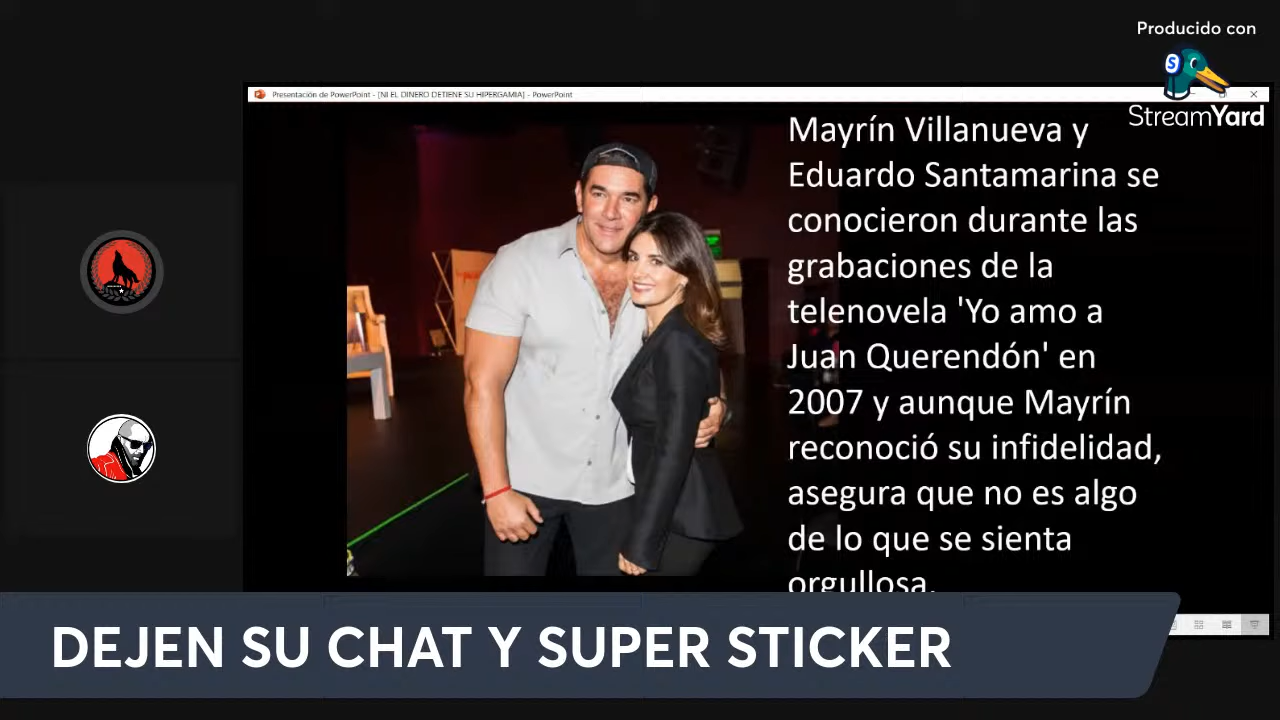 Producido con
StreamYard
Presentación de PowerPoint - [NI EL DINERO DETIENE SU HIPERGAMIA] - PowerPoint
Mayrín Villanueva y
Eduardo Santamarina se
conocieron durante las
grabaciones de la
telenovela 'Yo amo a
Juan Querendón' en
2007 y aunque Mayrín
reconoció su infidelidad,
asegura que no es algo
de lo que se sienta
orgullosa.
DEJEN SU CHAT Y SUPER STICKER